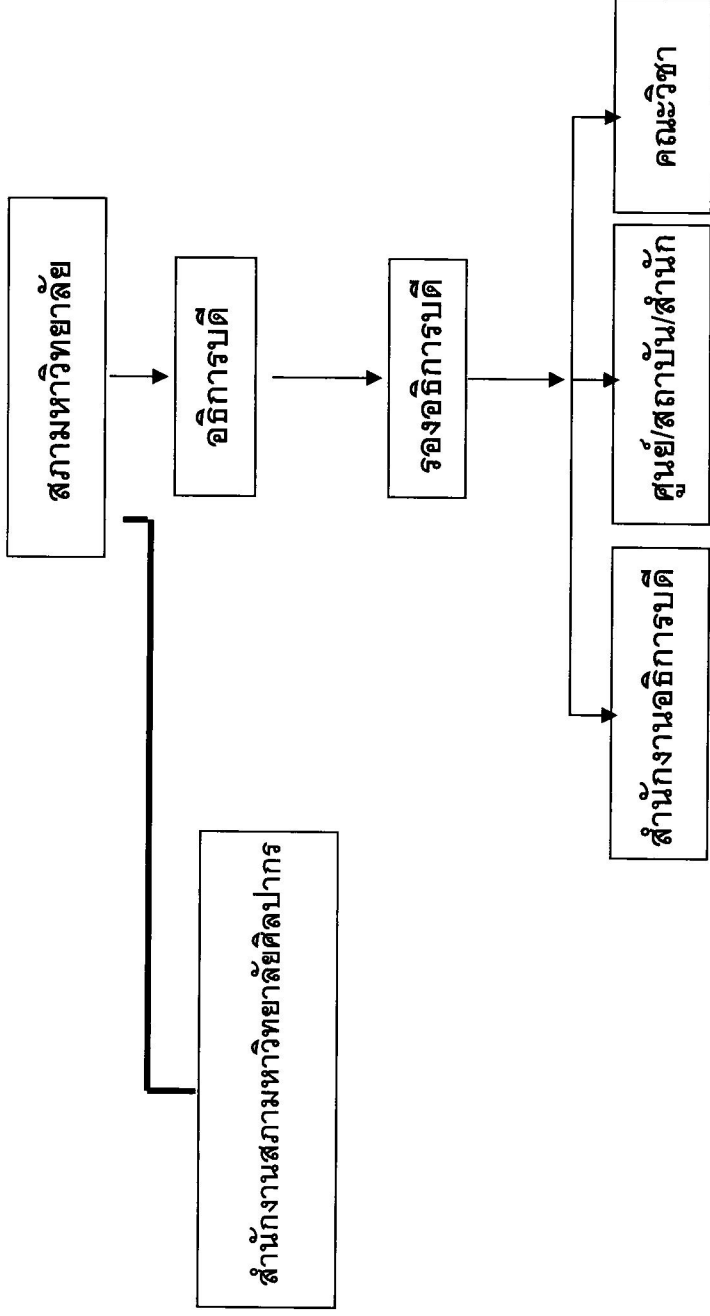 สภามหาวิทยาลัย
อธิการบดี
สำนักงานสภามหาวิทยาลัยศิลปากร
รองอธิการบดี
สำนักงานอธิการบดี
ศูนย์/สถาบัน/สำนัก
คณะวิชา